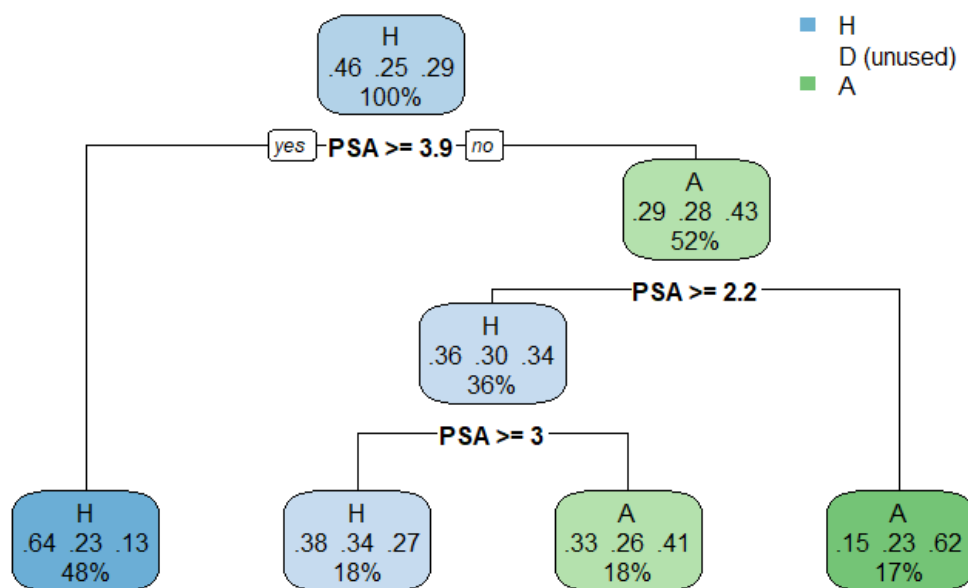 H
.46 .25 .29
100%
H
D (unused)
A
yes PSA >= 3.9 no
A
.29 .28 .43
52%
PSA >= 2.2
H
.36 .30 .34
36%
PSA >= 3
H
.64 .23 .13
48%
H
.38 .34 .27
18%
A
.33 .26 .41
18%
A
.15 .23 .62
17%